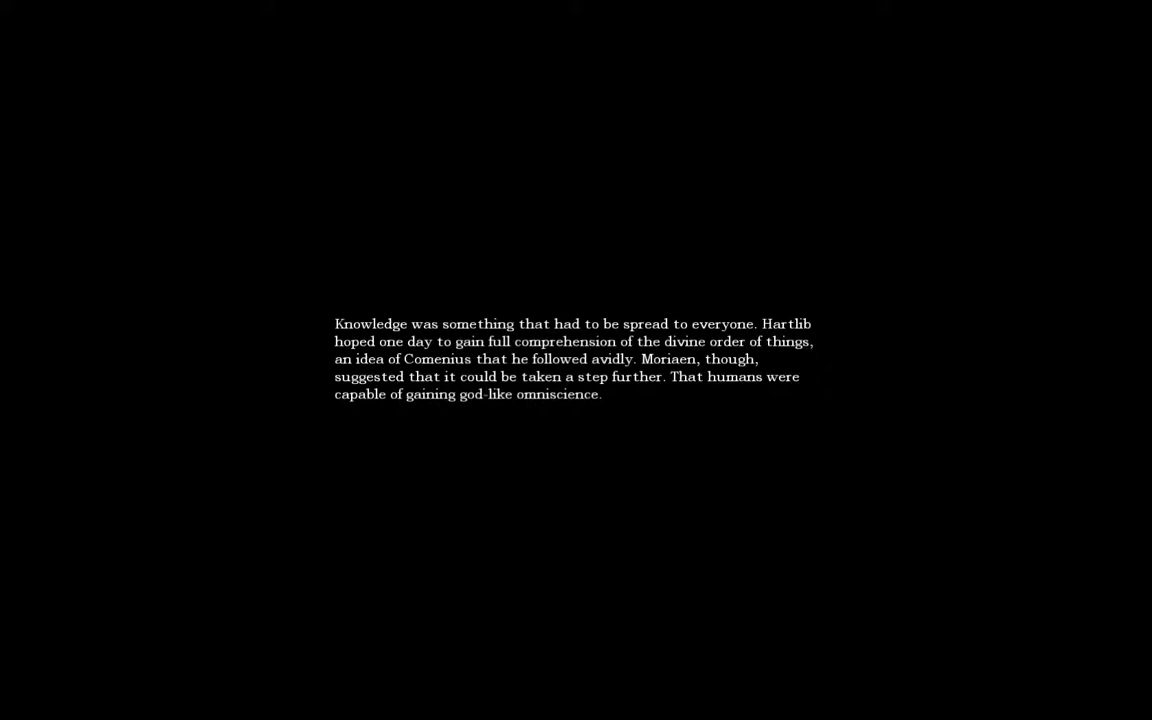 Knowledge was something that had to be spread to everyone. Hartlib
hoped one day to gain full comprehension of the divine order of things,
an idea of Comenius that he followed avidly. Moriaen, though,
suggested that it could be taken a step further. That humans were
capable of gaining god-like omniscience.